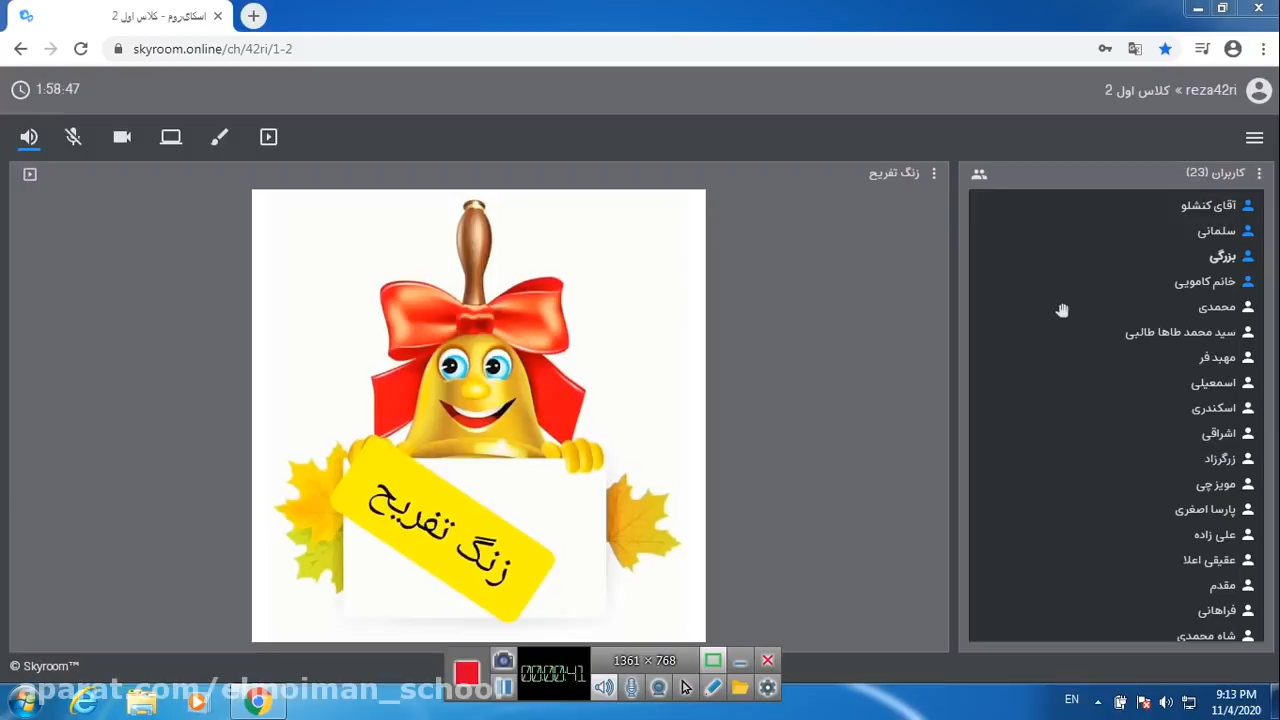 اسکای‌روم - کلاس اول 2
skyroom.online/ch/42ri/1-2
1:58:47
reza42ri » کلاس اول 2
زنگ تفریح
کاربران (23)
آقای کنشلو
سلمانی
بزرگی
خانم کامویی
محمدی
سید محمد طاها طالبی
مهبد فر
اسمعیلی
اسکندری
اشراقی
زرگرزاد
مویز چی
پارسا اصغری
علی زاده
عقیقی اعلا
مقدم
فراهانی
شاه محمدی
زنگ تفریح
© Skyroom™
1361 × 768
00:00:41
aparat.com/elmoiman_school
EN
9:13 PM
11/4/2020